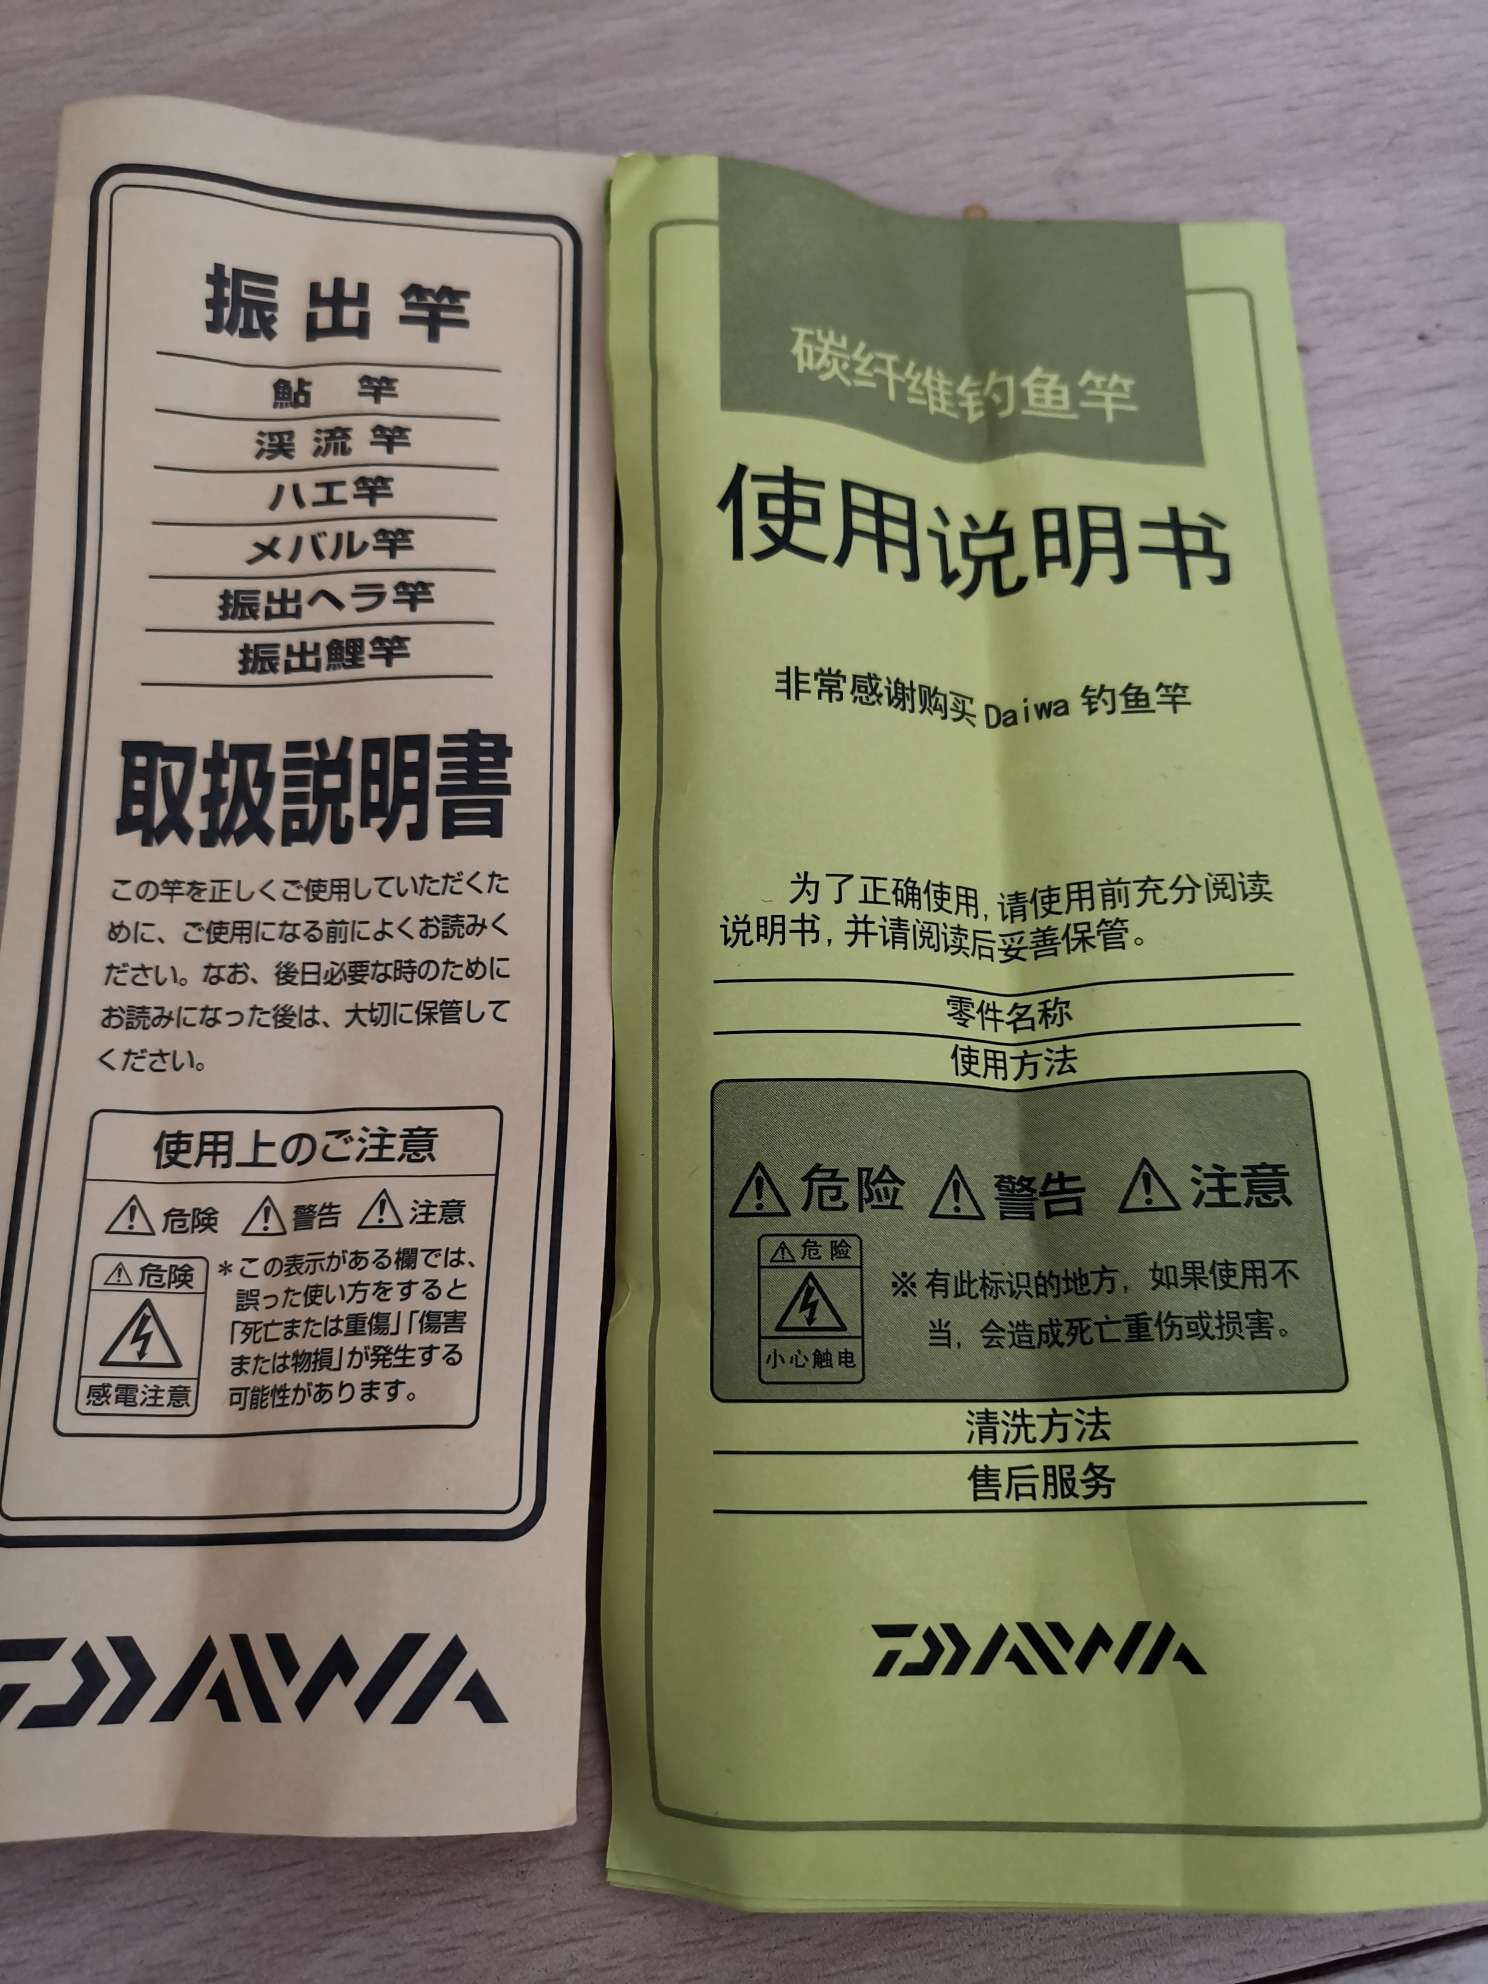 振出竿
鮎 竿
渓流竿
ハエ竿
メバル竿
振出ヘラ竿
振出鯉竿
取扱説明書
この竿を正しくご使用していただくた
めに、ご使用になる前によくお読みく
ださい。なお、後日必要な時のために
お読みになった後は、大切に保管して
ください。
使用上のご注意
⚠危険 ⚠警告 ⚠注意
⚠危険
感電注意
＊この表示がある欄では、
誤った使い方をすると
「死亡または重傷」「傷害
または物損」が発生する
可能性があります。
DAIWA
碳纤维钓鱼竿
使用说明书
非常感谢购买Daiwa钓鱼竿
为了正确使用,请使用前充分阅读
说明书,并请阅读后妥善保管。
零件名称
使用方法
⚠危险 ⚠警告 ⚠注意
⚠危险
小心触电
※有此标识的地方，如果使用不
当，会造成死亡重伤或损害。
清洗方法
售后服务
DAIWA